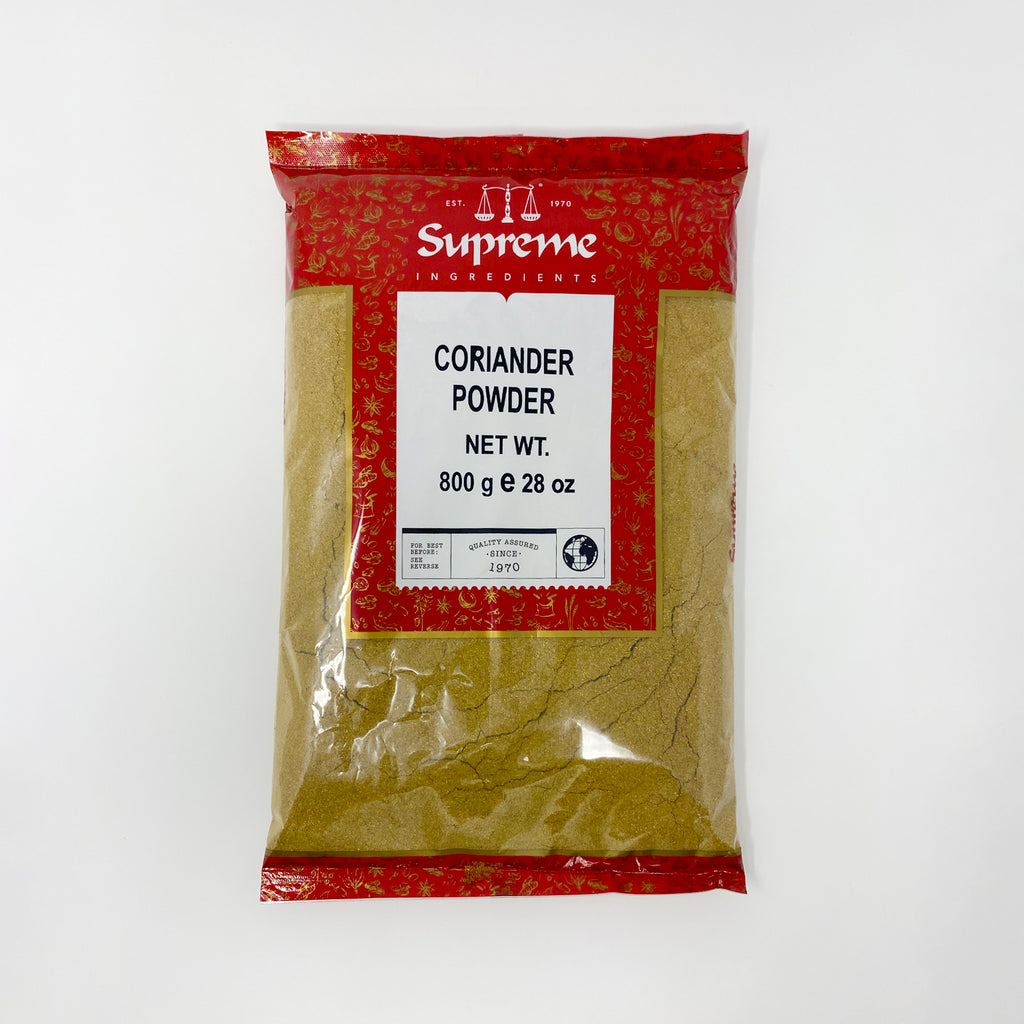 EST. 1970
Supreme
INGREDIENTS
CORIANDER
POWDER
NET WT.
800 g e 28 oz
FOR BEST
BEFORE:
SEE
REVERSE
QUALITY ASSURED
·SINCE·
1970